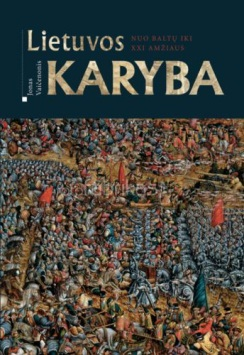 Lietuvos
NUO BALTŲ IKI
XXI AMŽIAUS
Jonas
Vaičenonis
KARYBA